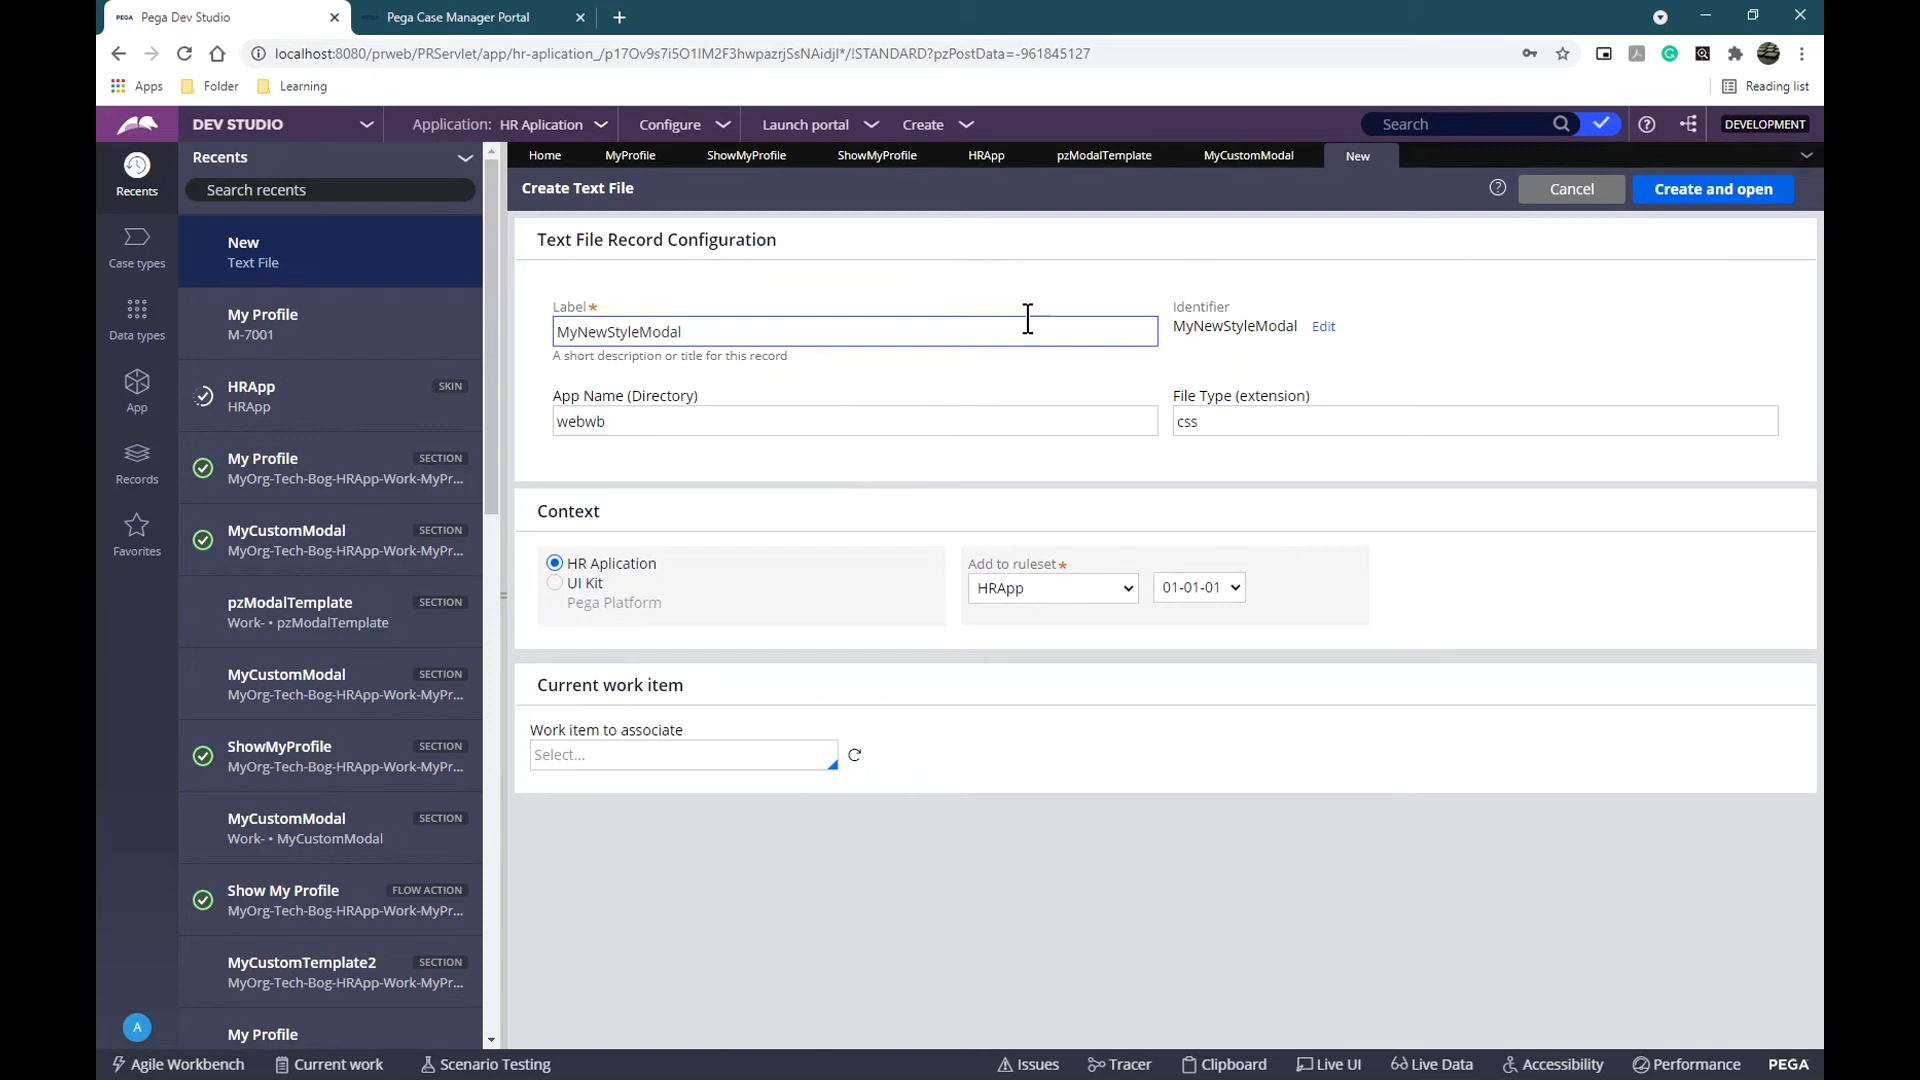 PEGA Pega Dev Studio
PEGA Pega Case Manager Portal
localhost:8080/prweb/PRServlet/app/hr-aplication_/p17Ov9s7i5O1IM2F3hwpazrjSsNAidjI*/!STANDARD?pzPostData=-961845127
Apps Folder Learning Reading list
DEV STUDIO Application: HR Aplication Configure Launch portal Create Search DEVELOPMENT
Recents
Case types
Data types
App
Records
Favorites
A
Recents
Search recents
New
Text File
My Profile
M-7001
HRApp SKIN
HRApp
My Profile SECTION
MyOrg-Tech-Bog-HRApp-Work-MyPr...
MyCustomModal SECTION
MyOrg-Tech-Bog-HRApp-Work-MyPr...
pzModalTemplate SECTION
Work- • pzModalTemplate
MyCustomModal SECTION
MyOrg-Tech-Bog-HRApp-Work-MyPr...
ShowMyProfile SECTION
MyOrg-Tech-Bog-HRApp-Work-MyPr...
MyCustomModal SECTION
Work- • MyCustomModal
Show My Profile FLOW ACTION
MyOrg-Tech-Bog-HRApp-Work-MyPr...
MyCustomTemplate2 SECTION
MyOrg-Tech-Bog-HRApp-Work-MyPr...
My Profile
Home MyProfile ShowMyProfile ShowMyProfile HRApp pzModalTemplate MyCustomModal New
Create Text File Cancel Create and open
Text File Record Configuration
Label* Identifier
MyNewStyleModal MyNewStyleModal Edit
A short description or title for this record
App Name (Directory) File Type (extension)
webwb css
Context
HR Aplication
UI Kit
Pega Platform
Add to ruleset*
HRApp 01-01-01
Current work item
Work item to associate
Select...
Agile Workbench Current work Scenario Testing Issues Tracer Clipboard Live UI Live Data Accessibility Performance PEGA